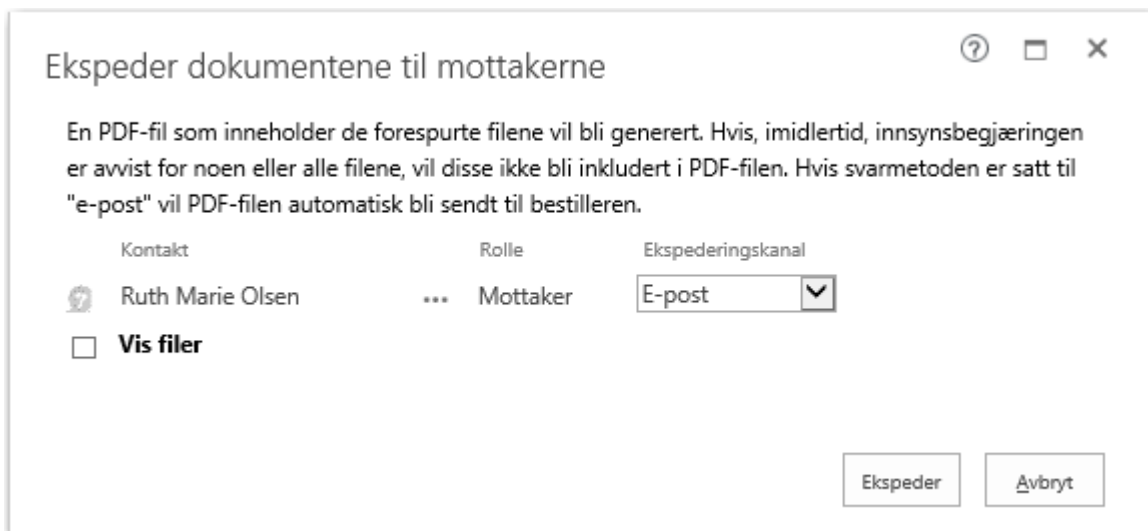 Ekspeder dokumentene til mottakerne
En PDF-fil som inneholder de forespurte filene vil bli generert. Hvis, imidlertid, innsynsbegjæringen
er avvist for noen eller alle filene, vil disse ikke bli inkludert i PDF-filen. Hvis svarmetoden er satt til
"e-post" vil PDF-filen automatisk bli sendt til bestilleren.
Kontakt Rolle Ekspederingskanal
Ruth Marie Olsen ... Mottaker E-post
Vis filer
Ekspeder Avbryt